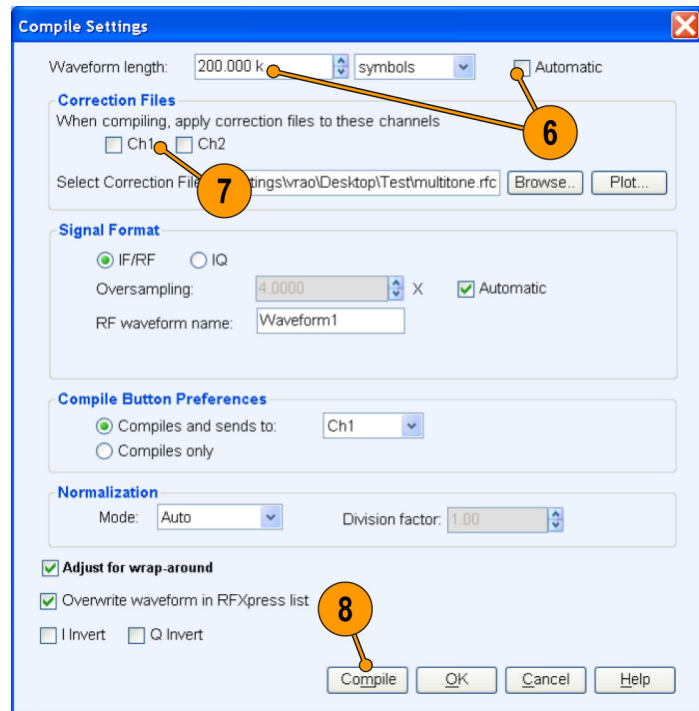 Compile Settings
Waveform length: 200.000 k symbols Automatic
6
Correction Files
When compiling, apply correction files to these channels
Ch1 Ch2
7
Select Correction Fil tings\vrao\Desktop\Test\multitone.rfc Browse.. Plot...
Signal Format
IF/RF IQ
Oversampling: 4.0000 X Automatic
RF waveform name: Waveform1
Compile Button Preferences
Compiles and sends to: Ch1
Compiles only
Normalization
Mode: Auto Division factor: 1.00
Adjust for wrap-around
Overwrite waveform in RFXpress list
8
I Invert Q Invert
Compile OK Cancel Help